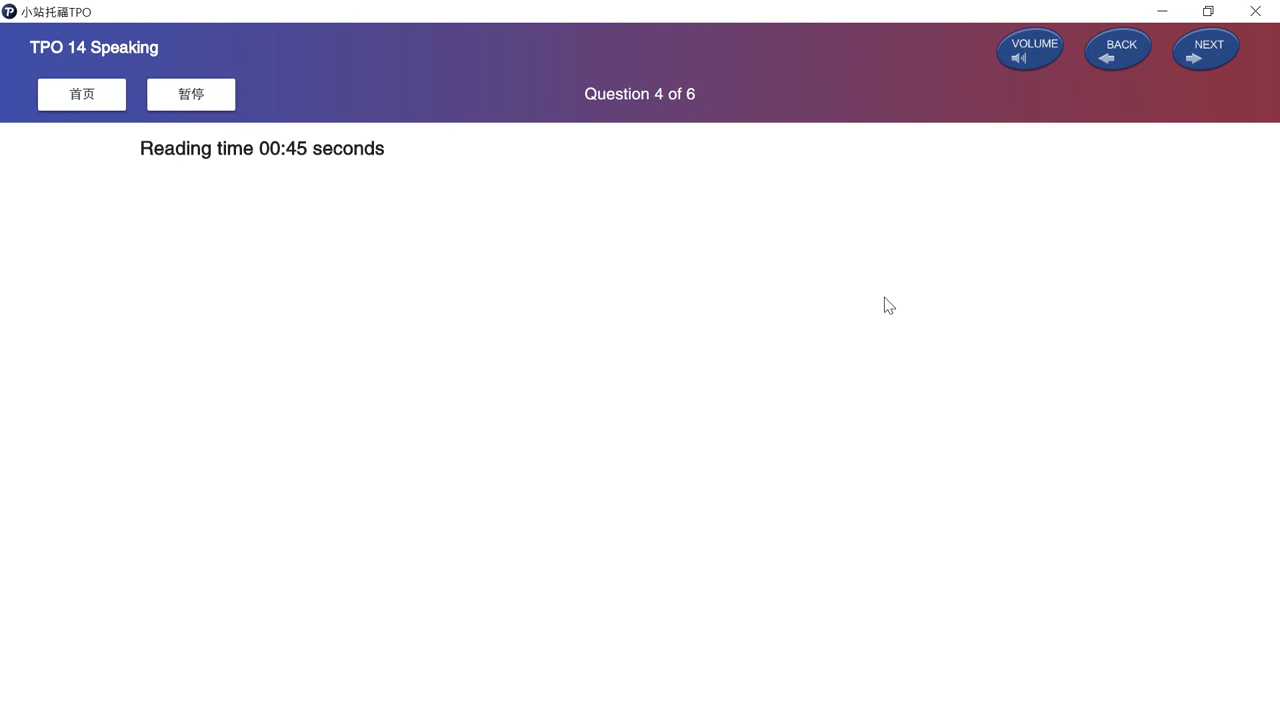 小站托福TPO
TPO 14 Speaking
VOLUME
BACK
NEXT
首页
暂停
Question 4 of 6
Reading time 00:45 seconds